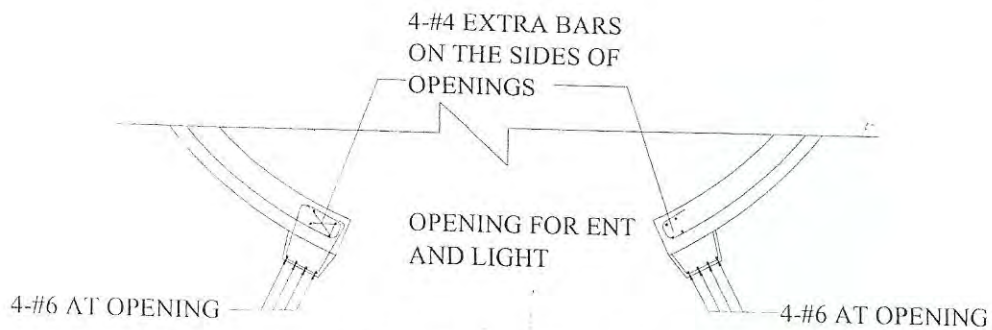 4-#4 EXTRA BARS
ON THE SIDES OF
OPENINGS
OPENING FOR ENT
AND LIGHT
4-#6 AT OPENING
4-#6 AT OPENING